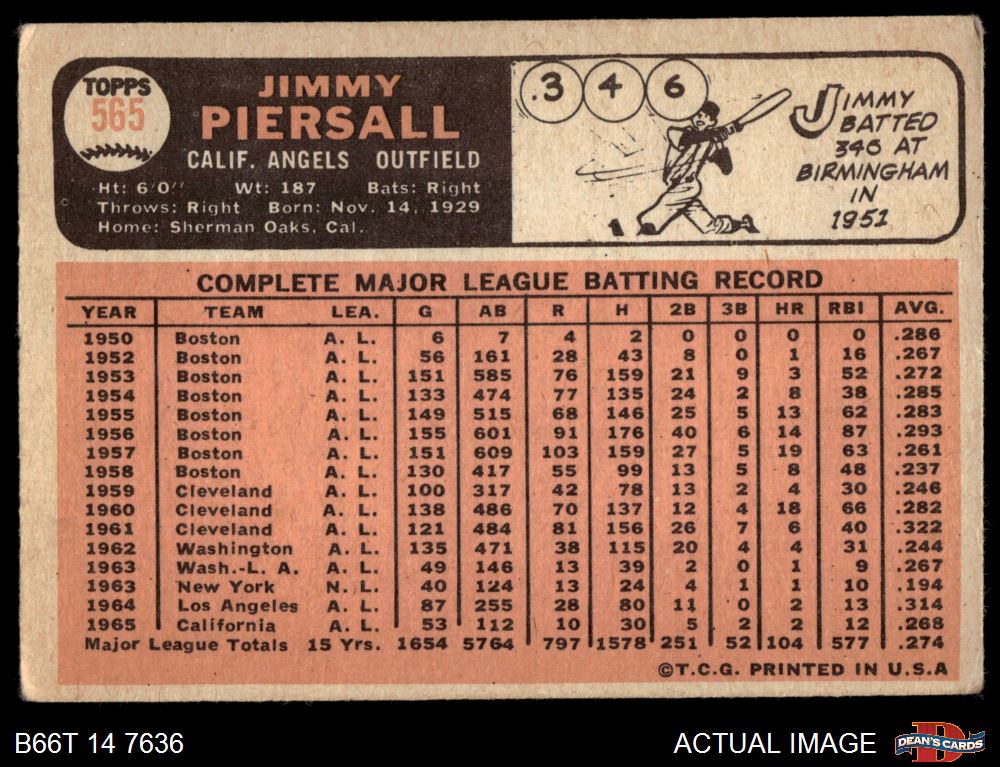 TOPPS
565
JIMMY
PIERSALL
CALIF. ANGELS OUTFIELD
Ht: 6'0" Wt: 187 Bats: Right
Throws: Right Born: Nov. 14, 1929
Home: Sherman Oaks, Cal.
.3 4 6
JIMMY
BATTED
346 AT
BIRMINGHAM
IN
1951
COMPLETE MAJOR LEAGUE BATTING RECORD
YEAR TEAM LEA. G AB R H 2B 3B HR RBI AVG.
1950 Boston A. L. 6 7 4 2 0 0 0 0 .286
1952 Boston A. L. 56 161 28 43 8 0 1 16 .267
1953 Boston A. L. 151 585 76 159 21 9 3 52 .272
1954 Boston A. L. 133 474 77 135 24 2 8 38 .285
1955 Boston A. L. 149 515 68 146 25 5 13 62 .283
1956 Boston A. L. 155 601 91 176 40 6 14 87 .293
1957 Boston A. L. 151 609 103 159 27 5 19 63 .261
1958 Boston A. L. 130 417 55 99 13 5 8 48 .237
1959 Cleveland A. L. 100 317 42 78 13 2 4 30 .246
1960 Cleveland A. L. 138 486 70 137 12 4 18 66 .282
1961 Cleveland A. L. 121 484 81 156 26 7 6 40 .322
1962 Washington A. L. 135 471 38 115 20 4 4 31 .244
1963 Wash.-L. A. A. L. 49 146 13 39 2 0 1 9 .267
1963 New York N. L. 40 124 13 24 4 1 1 10 .194
1964 Los Angeles A. L. 87 255 28 80 11 0 2 13 .314
1965 California A. L. 53 112 10 30 5 2 2 12 .268
Major League Totals 15 Yrs. 1654 5764 797 1578 251 52 104 577 .274
©T.C.G. PRINTED IN U.S.A
B66T 14 7636
ACTUAL IMAGE
D
DEAN'S CARDS